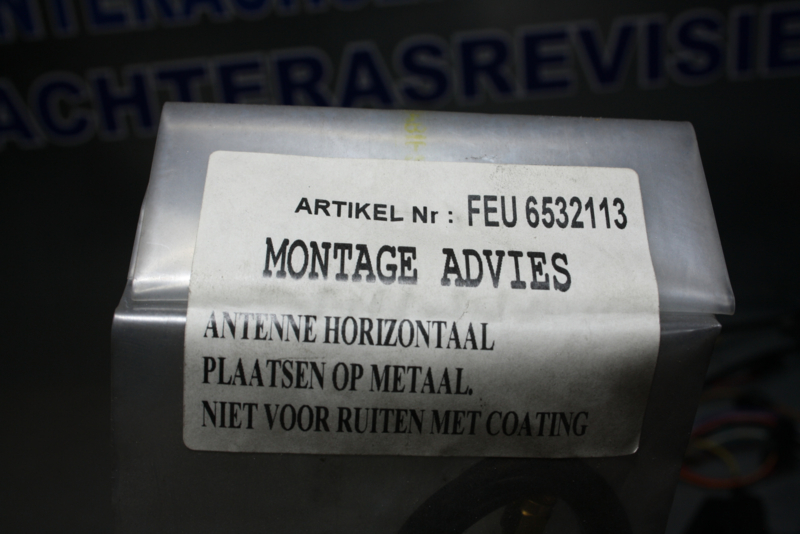 ACHTERASREVISIE
ARTIKEL Nr : FEU 6532113
MONTAGE ADVIES
ANTENNE HORIZONTAAL
PLAATSEN OP METAAL.
NIET VOOR RUITEN MET COATING